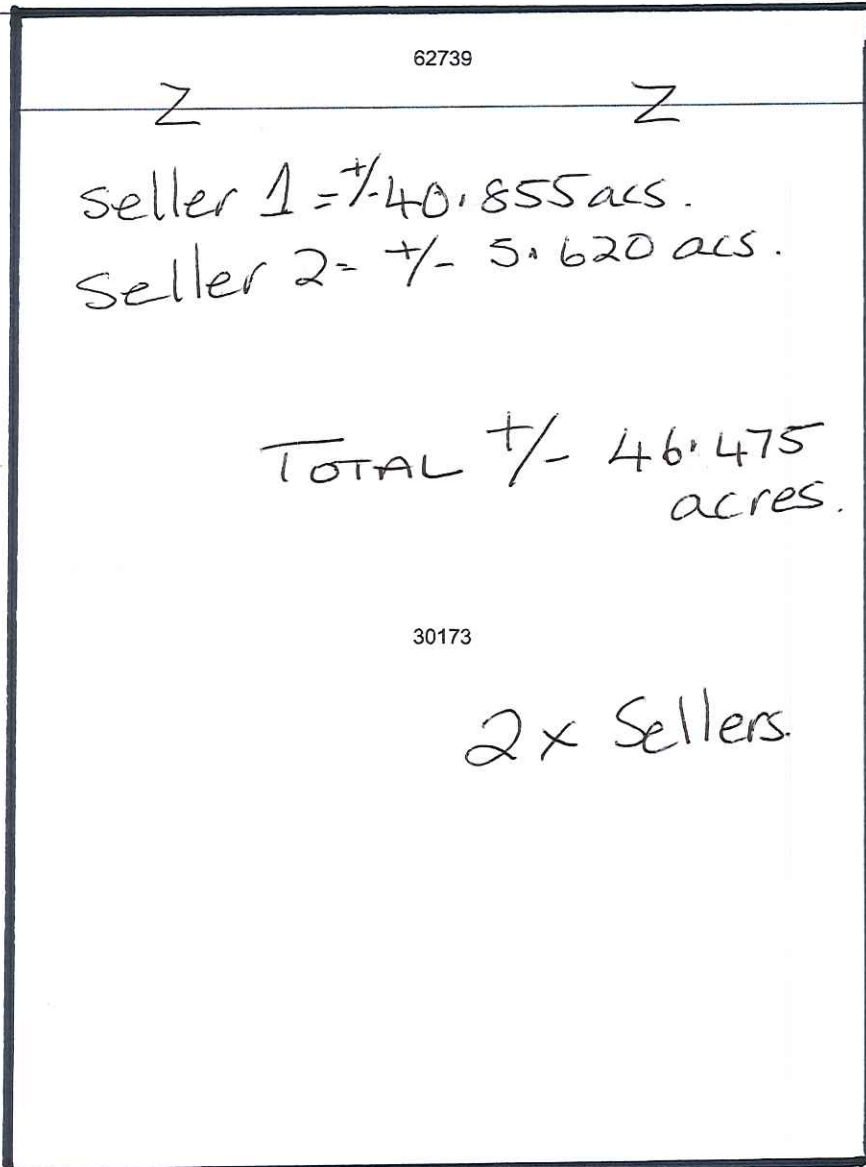 62739
Z Z
Seller 1 = +/- 40.855 acs.
Seller 2 = +/- 5.620 acs.
TOTAL +/- 46.475
acres.
30173
2 x Sellers.